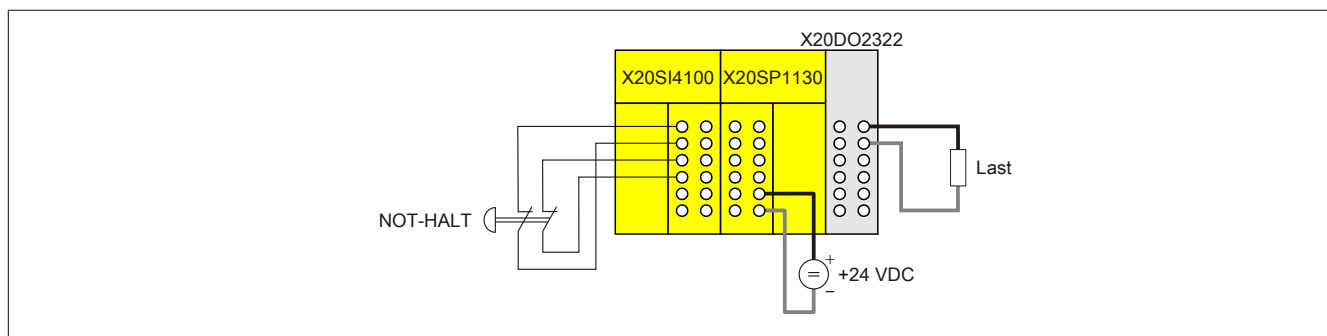 X20DO2322
X20SI4100
X20SP1130
Last
NOT-HALT
+
+24 VDC
−